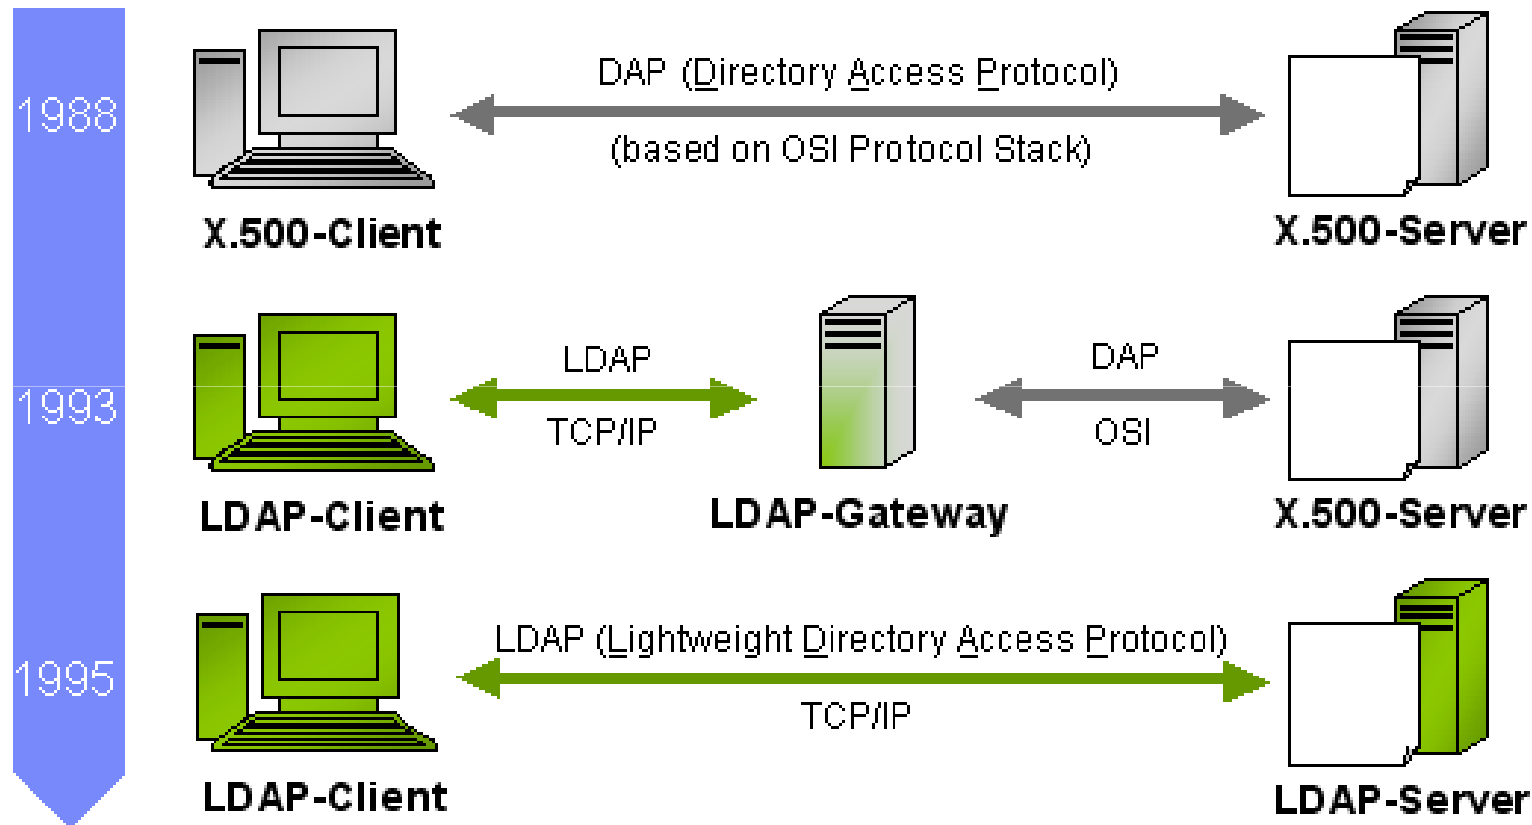 1988
DAP (Directory Access Protocol)
(based on OSI Protocol Stack)
X.500-Client
X.500-Server
1993
LDAP
TCP/IP
DAP
OSI
LDAP-Client
LDAP-Gateway
X.500-Server
1995
LDAP (Lightweight Directory Access Protocol)
TCP/IP
LDAP-Client
LDAP-Server